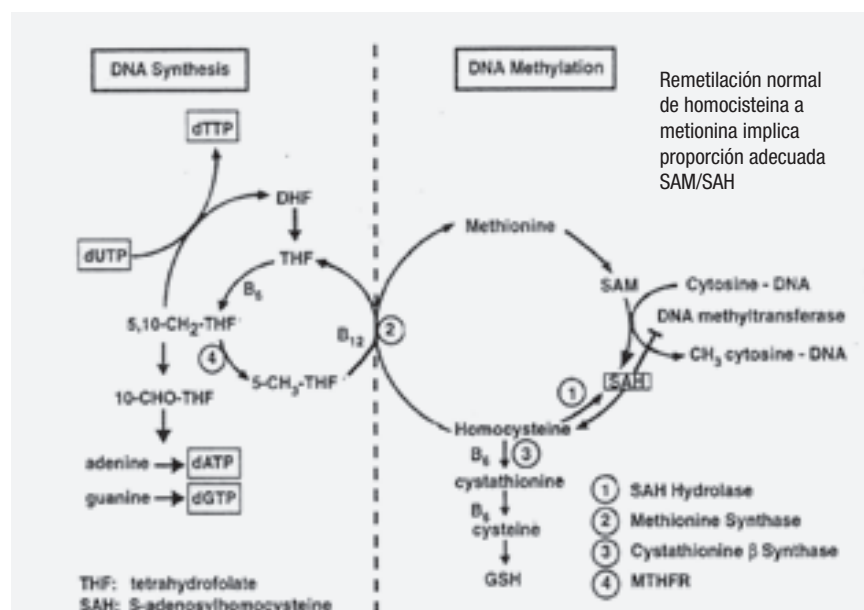 DNA Synthesis
dTTP
DHF
dUTP
THF
B6
5,10-CH2-THF
4
5-CH3-THF
10-CHO-THF
adenine
dATP
guanine
dGTP
THF: tetrahydrofolate
SAH: S-adenosylhomocysteine
DNA Methylation
Remetilación normal
de homocisteina a
metionina implica
proporción adecuada
SAM/SAH
Methionine
SAM
Cytosine - DNA
DNA methyltransferase
CH3 cytosine - DNA
SAH
B12
2
1
Homocysteine
B6
3
cystathionine
B6
cysteine
GSH
1 SAH Hydrolase
2 Methionine Synthase
3 Cystathionine β Synthase
4 MTHFR